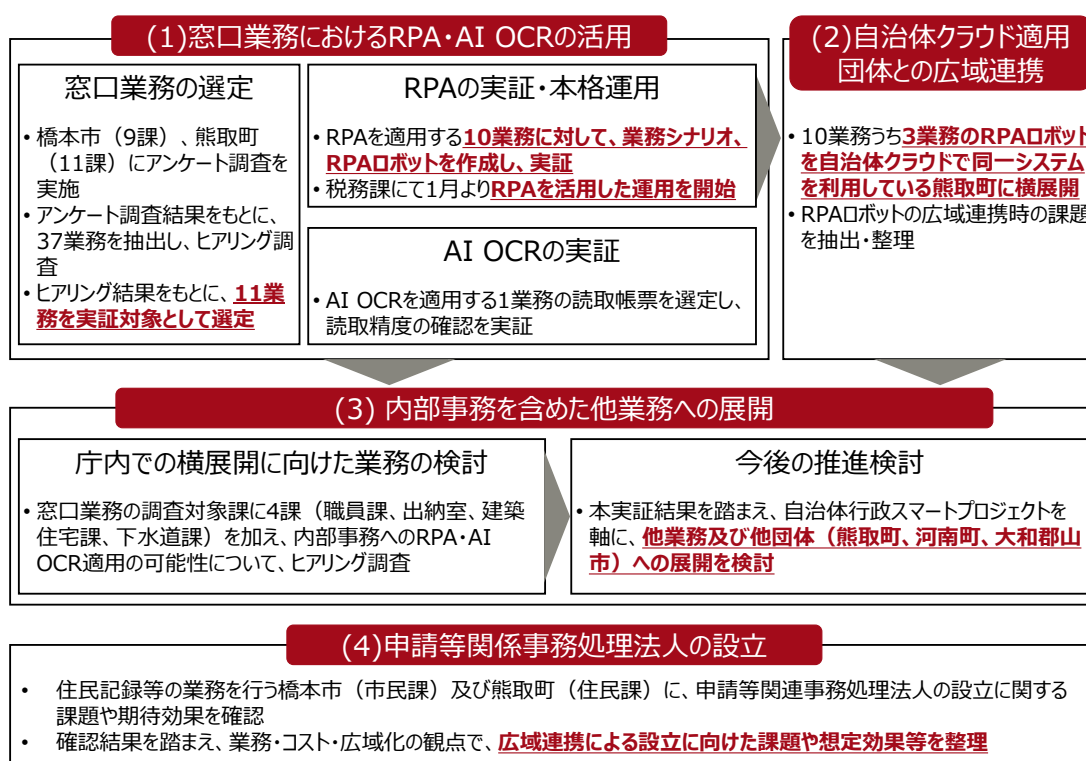 (1)窓口業務におけるRPA・AI OCRの活用
窓口業務の選定
• 橋本市（9課）、熊取町
（11課）にアンケート調査を
実施
• アンケート調査結果をもとに、
37業務を抽出し、ヒアリング調
査
• ヒアリング結果をもとに、11業
務を実証対象として選定
RPAの実証・本格運用
• RPAを適用する10業務に対して、業務シナリオ、
RPAロボットを作成し、実証
• 税務課にて1月よりRPAを活用した運用を開始
AI OCRの実証
• AI OCRを適用する1業務の読取帳票を選定し、
読取精度の確認を実証
(2)自治体クラウド適用
団体との広域連携
• 10業務うち3業務のRPAロボット
を自治体クラウドで同一システム
を利用している熊取町に横展開
• RPAロボットの広域連携時の課題
を抽出・整理
(3) 内部事務を含めた他業務への展開
庁内での横展開に向けた業務の検討
• 窓口業務の調査対象課に4課（職員課、出納室、建築
住宅課、下水道課）を加え、内部事務へのRPA・AI
OCR適用の可能性について、ヒアリング調査
今後の推進検討
• 本実証結果を踏まえ、自治体行政スマートプロジェクトを
軸に、他業務及び他団体（熊取町、河南町、大和郡山
市）への展開を検討
(4)申請等関係事務処理法人の設立
• 住民記録等の業務を行う橋本市（市民課）及び熊取町（住民課）に、申請等関連事務処理法人の設立に関する
課題や期待効果を確認
• 確認結果を踏まえ、業務・コスト・広域化の観点で、広域連携による設立に向けた課題や想定効果等を整理